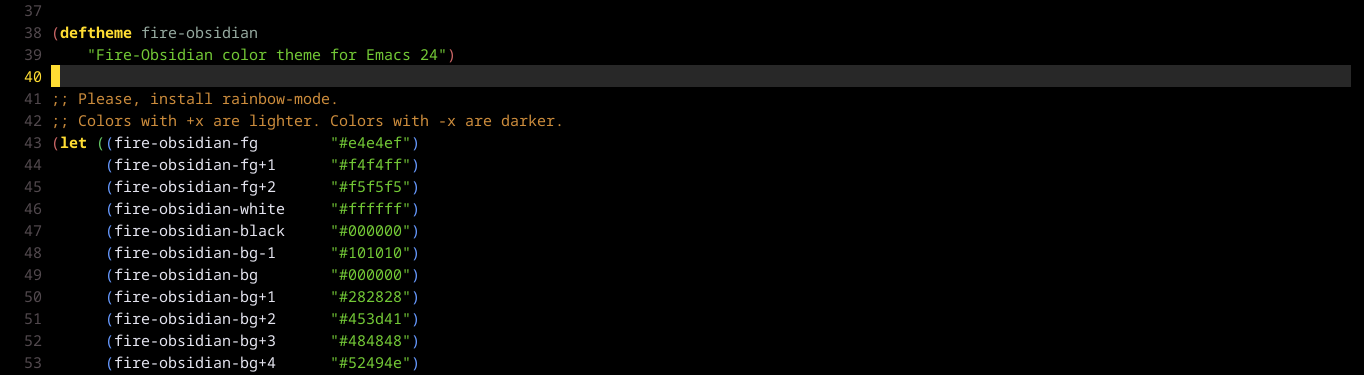 37
38 (deftheme fire-obsidian
39     "Fire-Obsidian color theme for Emacs 24")
40
41 ;; Please, install rainbow-mode.
42 ;; Colors with +x are lighter. Colors with -x are darker.
43 (let ((fire-obsidian-fg        "#e4e4ef")
44       (fire-obsidian-fg+1      "#f4f4ff")
45       (fire-obsidian-fg+2      "#f5f5f5")
46       (fire-obsidian-white     "#ffffff")
47       (fire-obsidian-black     "#000000")
48       (fire-obsidian-bg-1      "#101010")
49       (fire-obsidian-bg        "#000000")
50       (fire-obsidian-bg+1      "#282828")
51       (fire-obsidian-bg+2      "#453d41")
52       (fire-obsidian-bg+3      "#484848")
53       (fire-obsidian-bg+4      "#52494e")